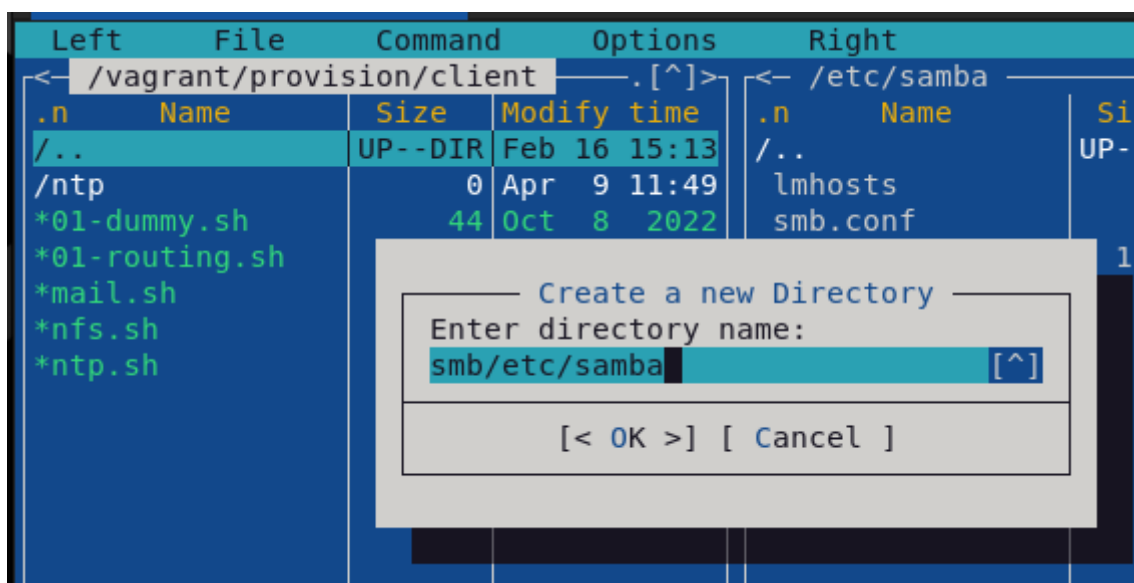 Left File Command Options Right
<─ /vagrant/provision/client .[^]> <─ /etc/samba
.n Name Size Modify time .n Name Si
/.. UP--DIR Feb 16 15:13 /.. UP-
/ntp 0 Apr 9 11:49 lmhosts
*01-dummy.sh 44 Oct 8 2022 smb.conf
*01-routing.sh 1
*mail.sh
*nfs.sh
*ntp.sh
Create a new Directory
Enter directory name:
smb/etc/samba [^]
[< OK >] [ Cancel ]